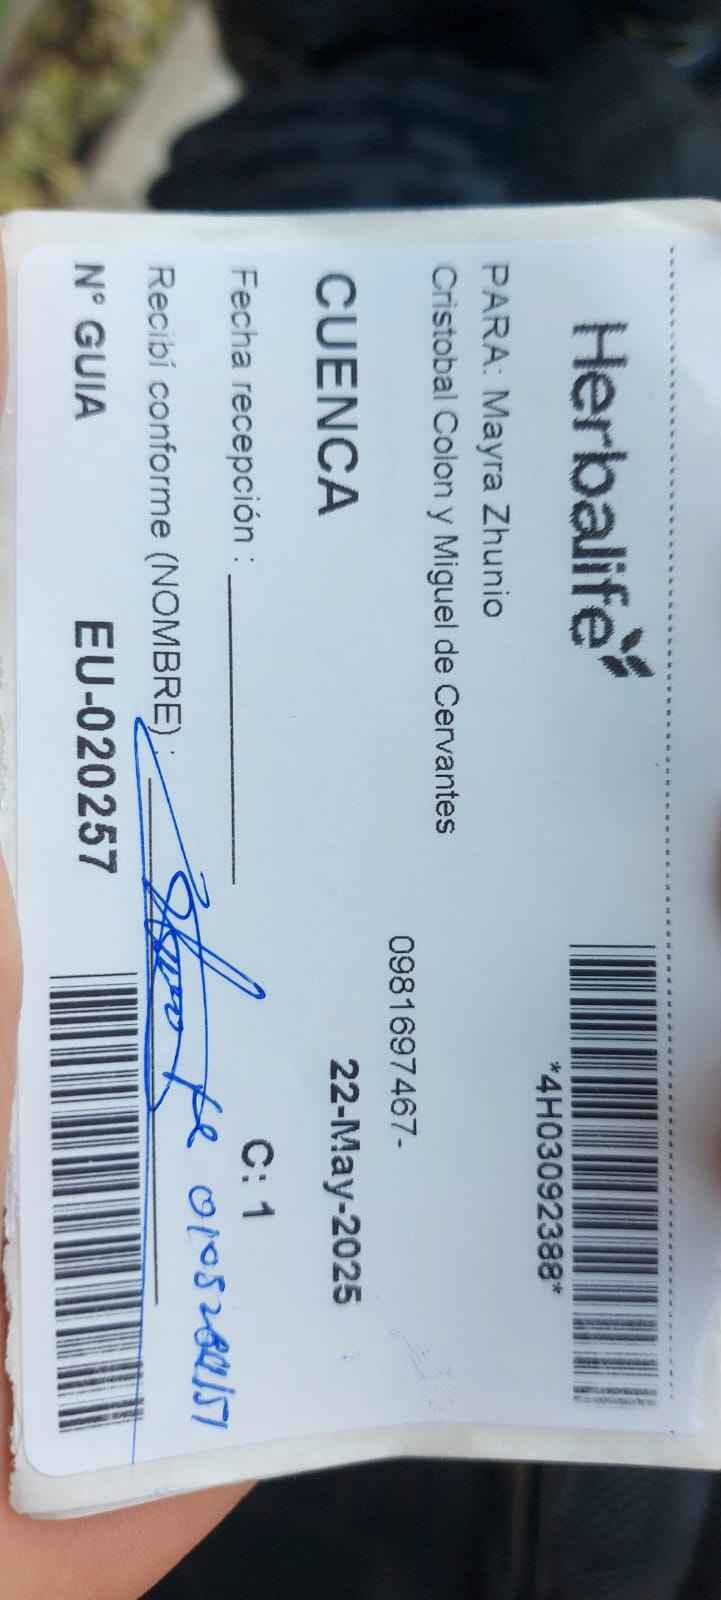 Herbalife
*4H03092388*
PARA: Mayra Zhunio
Cristobal Colon y Miguel de Cervantes
0981697467-
CUENCA 22-May-2025
Fecha recepción : C: 1
Recibí conforme (NOMBRE) :
Nº GUIA EU-020257